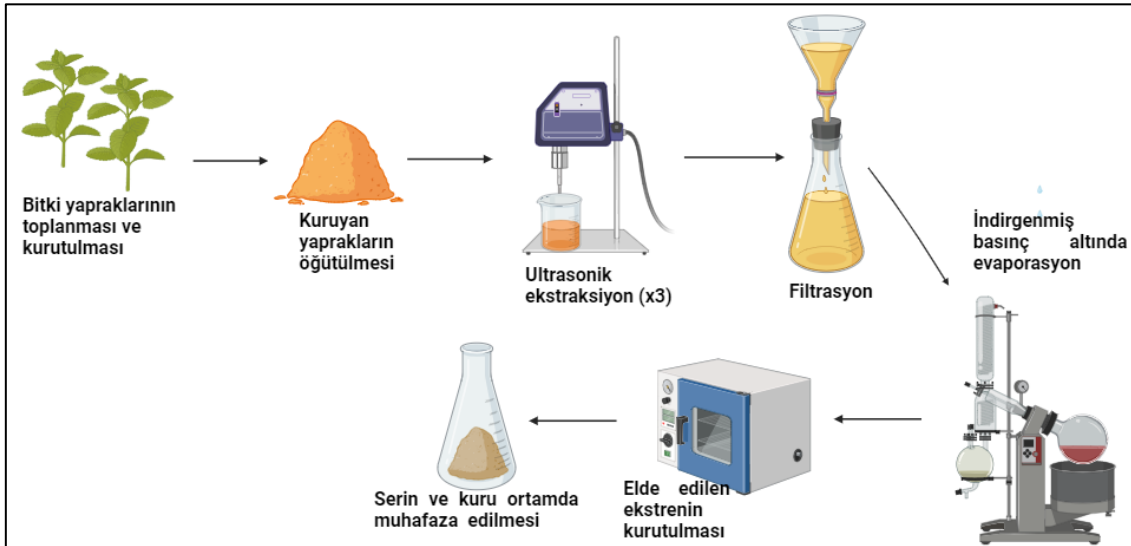 Bitki yapraklarının
toplanması ve
kurutulması
Kuruyan
yaprakların
öğütülmesi
Ultrasonik
ekstraksiyon (x3)
Filtrasyon
İndirgenmiş
basınç altında
evaporasyon
Elde edilen
ekstrenin
kurutulması
Serin ve kuru ortamda
muhafaza edilmesi